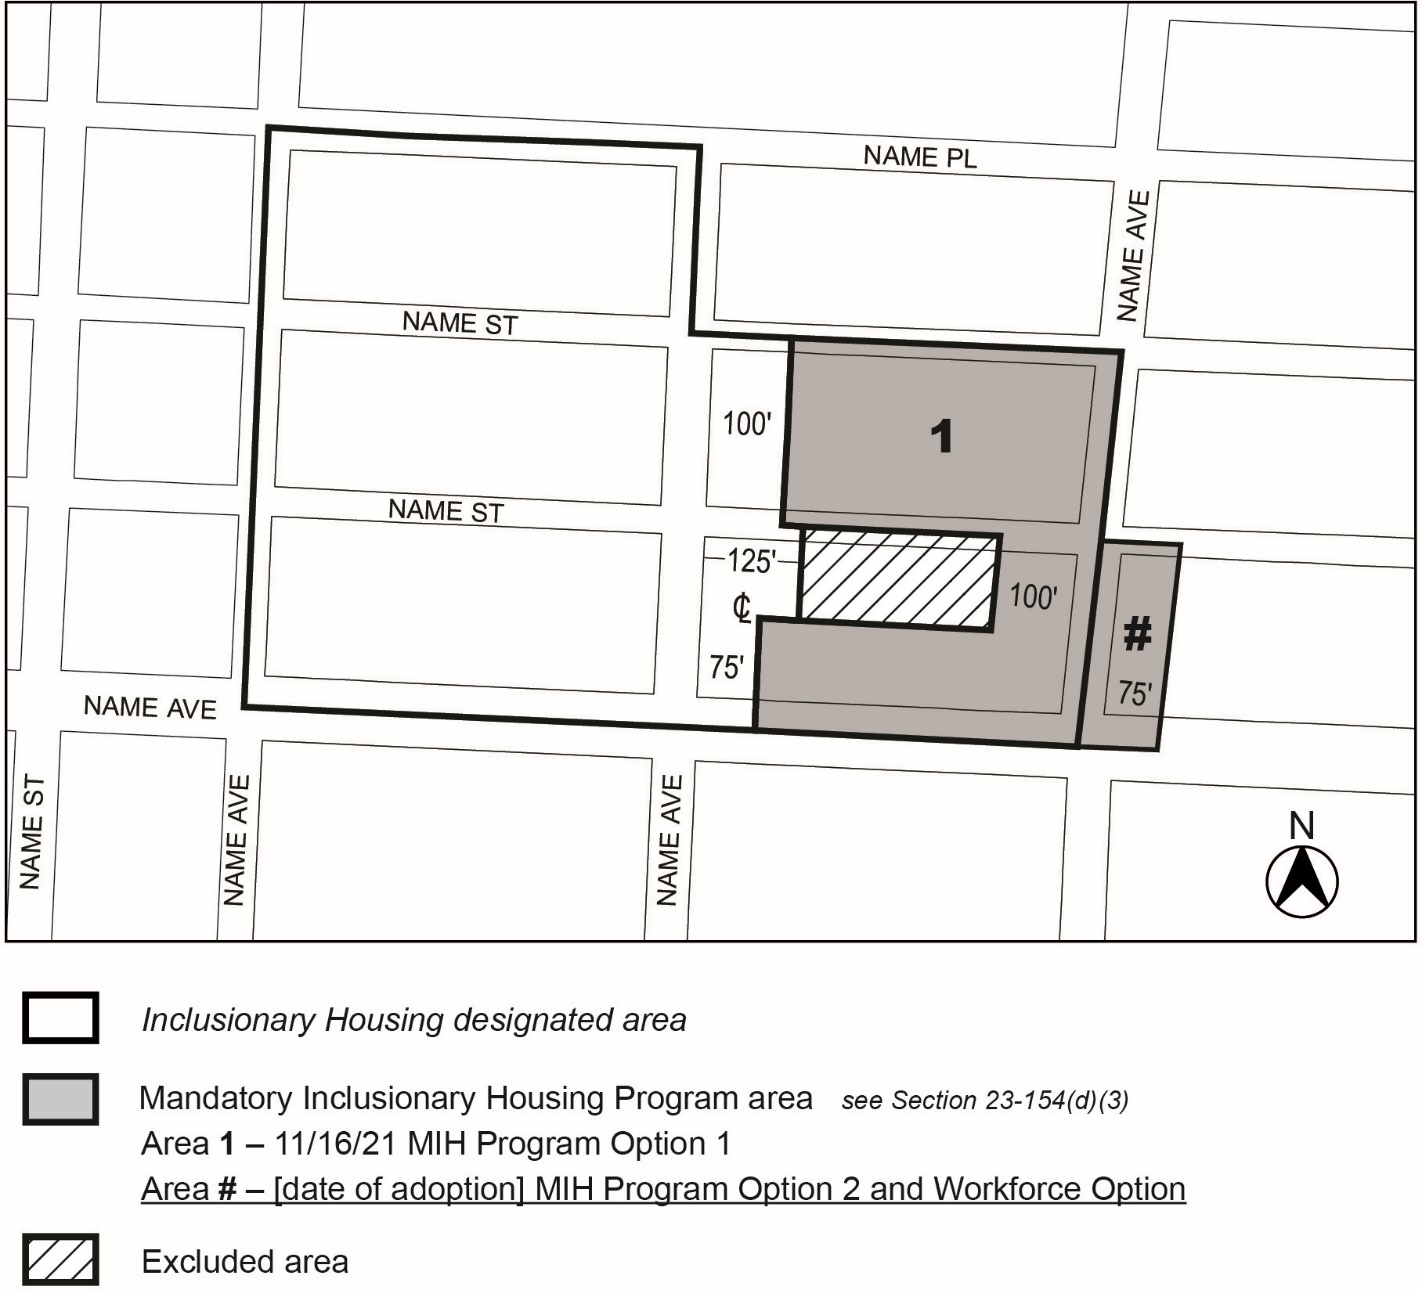 NAME PL
NAME AVE
NAME ST
100'
1
NAME ST
125'
℄
100'
#
75'
75'
NAME AVE
NAME ST
NAME AVE
NAME AVE
N
Inclusionary Housing designated area
Mandatory Inclusionary Housing Program area see Section 23-154(d)(3)
Area 1 – 11/16/21 MIH Program Option 1
Area # – [date of adoption] MIH Program Option 2 and Workforce Option
Excluded area